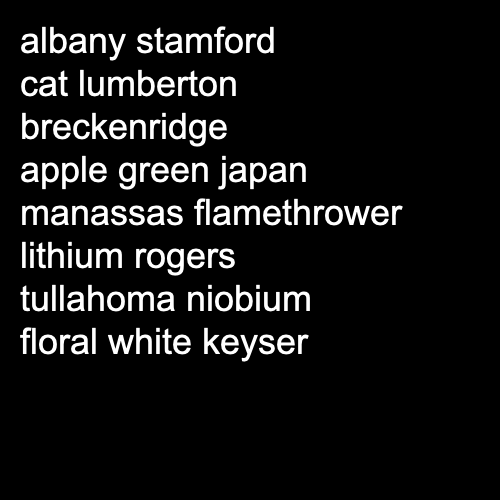 albany stamford
cat lumberton
breckenridge
apple green japan
manassas flamethrower
lithium rogers
tullahoma niobium
floral white keyser